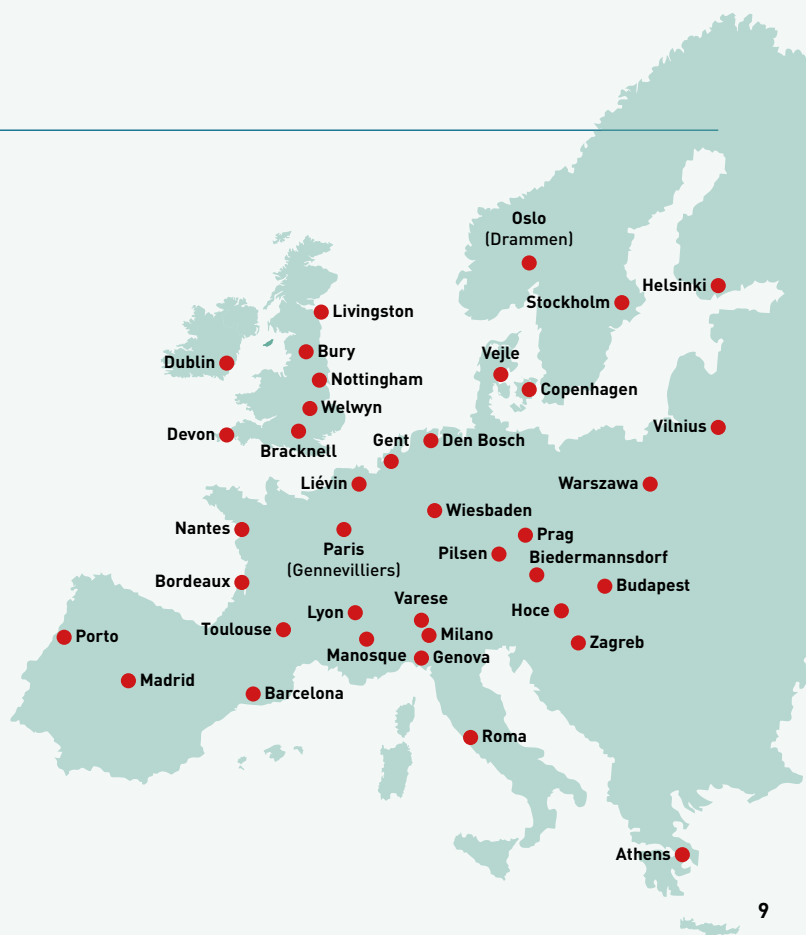 Oslo
(Drammen)
Helsinki
Stockholm
Livingston
Bury
Vejle
Dublin
Nottingham
Copenhagen
Welwyn
Vilnius
Devon
Gent
Den Bosch
Bracknell
Liévin
Warszawa
Wiesbaden
Nantes
Prag
Paris
(Gennevilliers)
Pilsen
Biedermannsdorf
Bordeaux
Budapest
Varese
Lyon
Hoce
Toulouse
Porto
Milano
Zagreb
Manosque
Genova
Madrid
Barcelona
Roma
Athens
9